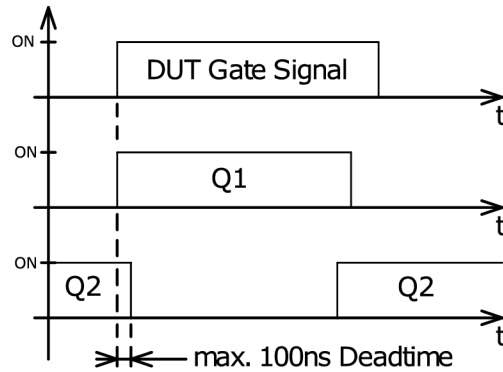 ON
DUT Gate Signal
t
ON
Q1
t
ON
Q2
Q2
t
max. 100ns Deadtime